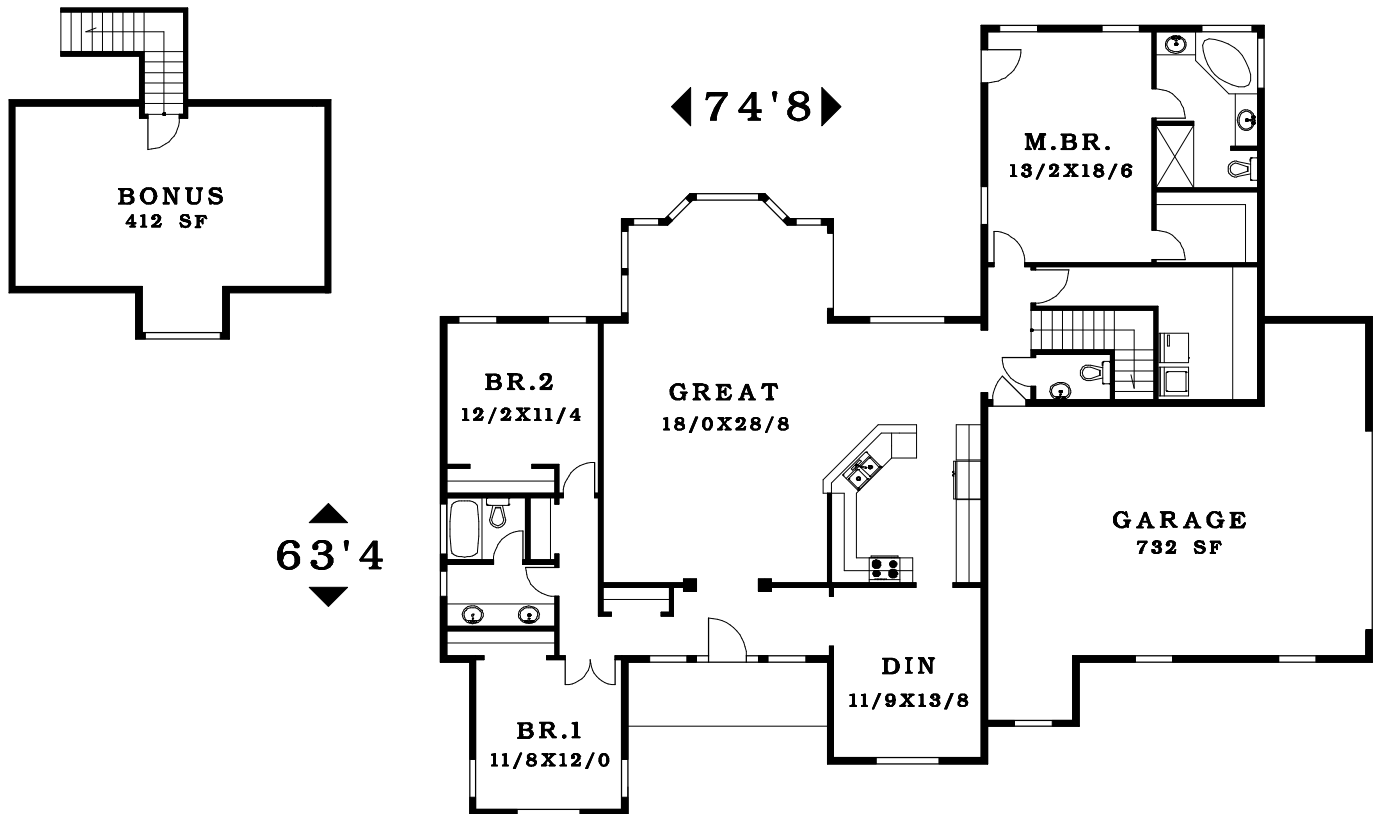 74'8
M.BR.
13/2X18/6
BONUS
412 SF
BR.2
12/2X11/4
GREAT
18/0X28/8
GARAGE
732 SF
63'4
DIN
11/9X13/8
BR.1
11/8X12/0